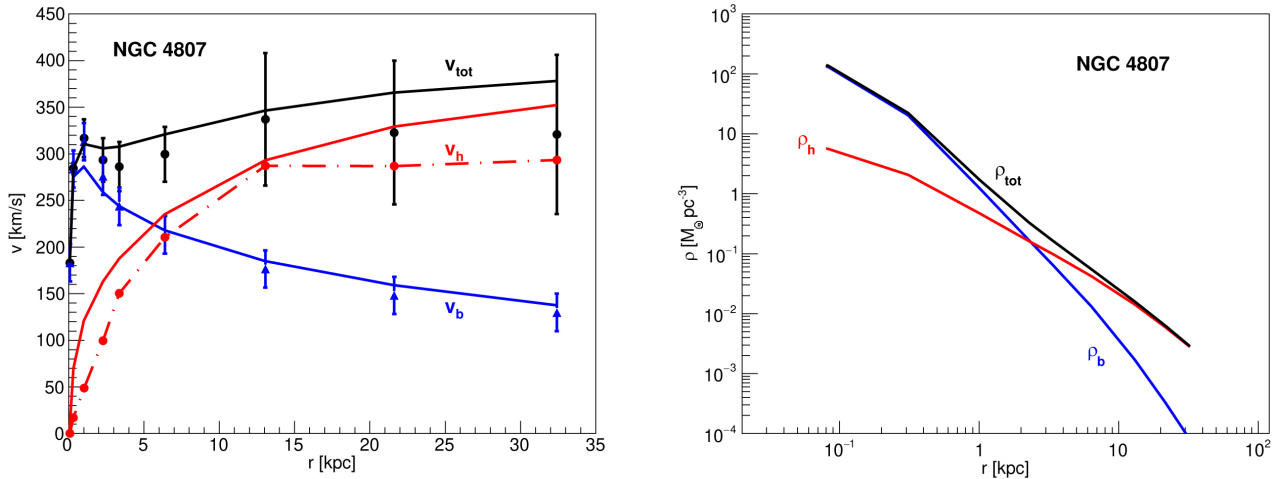 NGC 4807
v_tot
v_h
v_b
v [km/s]
450
400
350
300
250
200
150
100
50
0
0 5 10 15 20 25 30 35
r [kpc]
NGC 4807
ρ_h
ρ_tot
ρ_b
ρ [M_⊙ pc^-3]
10^3
10^2
10
1
10^−1
10^−2
10^−3
10^−4
10^−1 1 10 10^2
r [kpc]